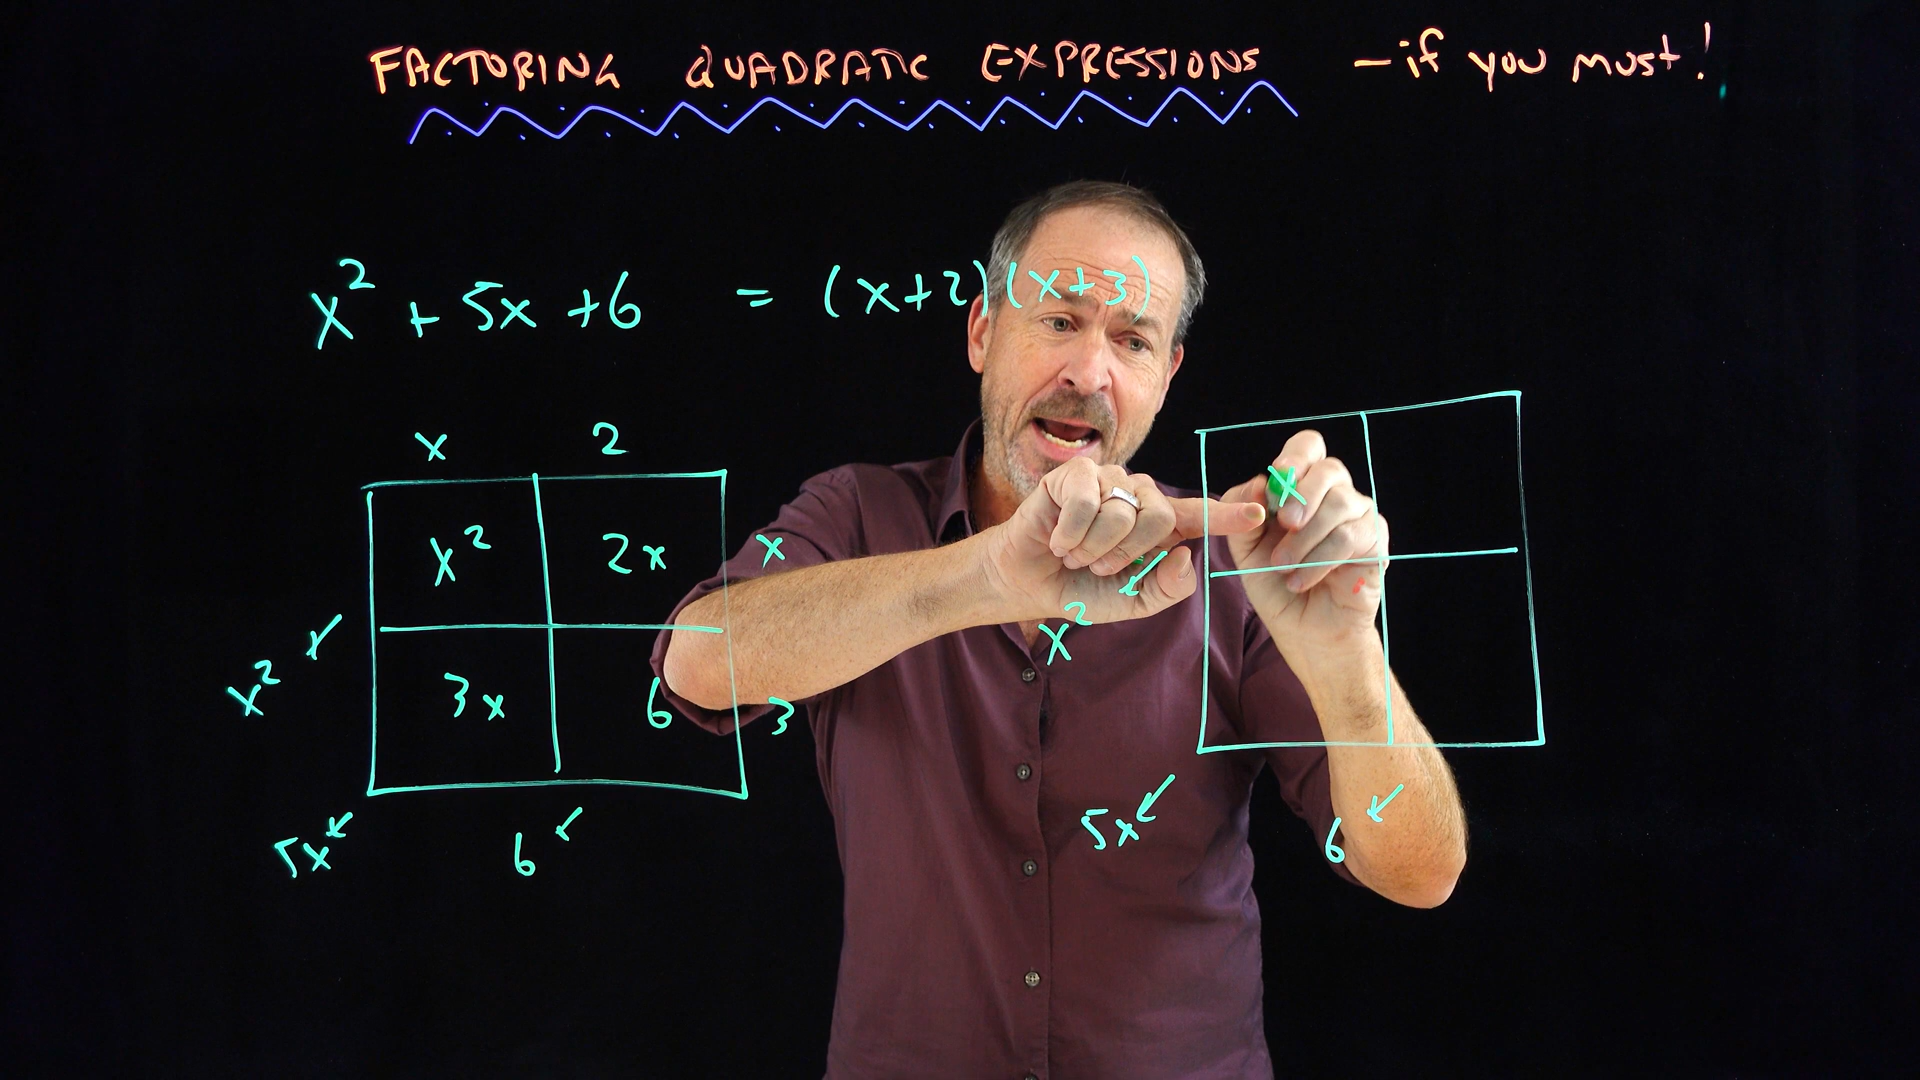 FACTORING QUADRATIC EXPRESSIONS – if you must!
x² + 5x + 6 = (x+2)(x+3)
x 2
x² 2x x
3x 6 3
x² ✓
5x ✓ 6 ✓
x
x² ✓
5x ✓ 6 ✓